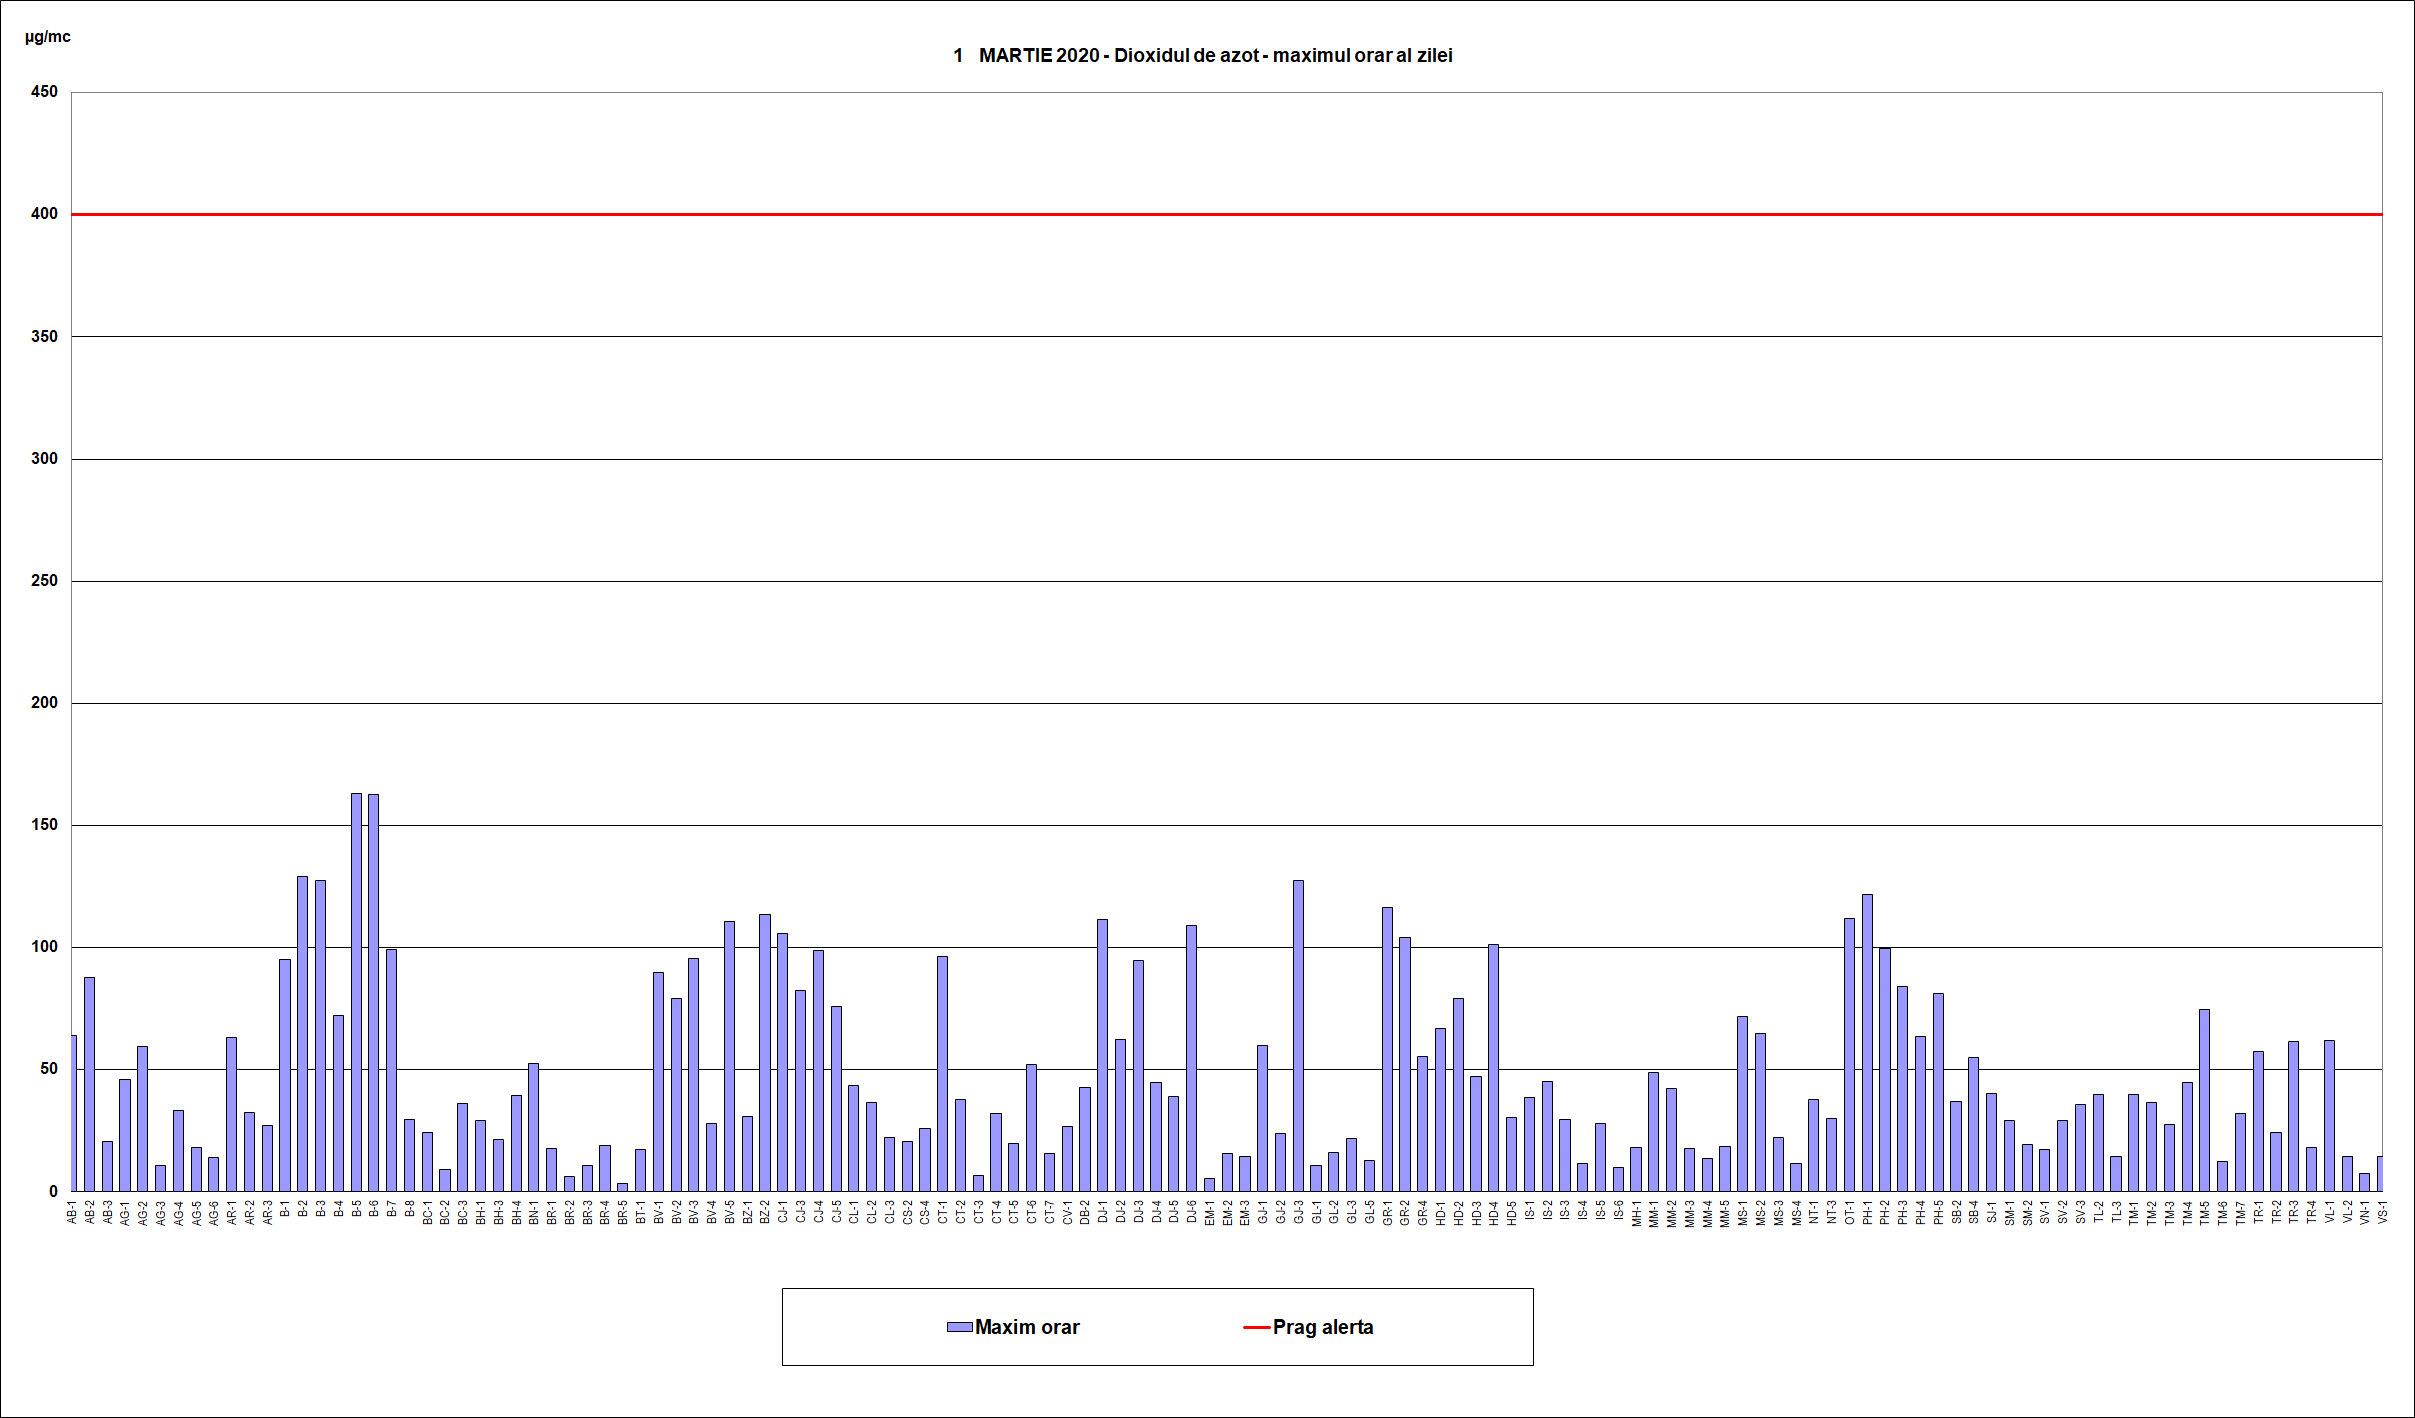 µg/mc
1 MARTIE 2020 - Dioxidul de azot - maximul orar al zilei
450
400
350
300
250
200
150
100
50
0
AB-1 AB-2 AB-3 AG-1 AG-2 AG-3 AG-4 AG-5 AG-6 AR-1 AR-2 AR-3 B-1 B-2 B-3 B-4 B-5 B-6 B-7 B-8 BC-1 BC-2 BC-3 BH-1 BH-3 BH-4 BN-1 BR-1 BR-2 BR-3 BR-4 BR-5 BT-1 BV-1 BV-2 BV-3 BV-4 BV-5 BZ-1 BZ-2 CJ-1 CJ-3 CJ-4 CJ-5 CL-1 CL-2 CL-3 CS-2 CS-4 CT-1 CT-2 CT-3 CT-4 CT-5 CT-6 CT-7 CV-1 DB-2 DJ-1 DJ-2 DJ-3 DJ-4 DJ-5 DJ-6 EM-1 EM-2 EM-3 GJ-1 GJ-2 GJ-3 GL-1 GL-2 GL-3 GL-5 GR-1 GR-2 GR-4 HD-1 HD-2 HD-3 HD-4 HD-5 IS-1 IS-2 IS-3 IS-4 IS-5 IS-6 MH-1 MM-1 MM-2 MM-3 MM-4 MM-5 MS-1 MS-2 MS-3 MS-4 NT-1 NT-3 OT-1 PH-1 PH-2 PH-3 PH-4 PH-5 SB-2 SB-4 SJ-1 SM-1 SM-2 SV-1 SV-2 SV-3 TL-2 TL-3 TM-1 TM-2 TM-3 TM-4 TM-5 TM-6 TM-7 TR-1 TR-2 TR-3 TR-4 VL-1 VL-2 VN-1 VS-1
Maxim orar Prag alerta